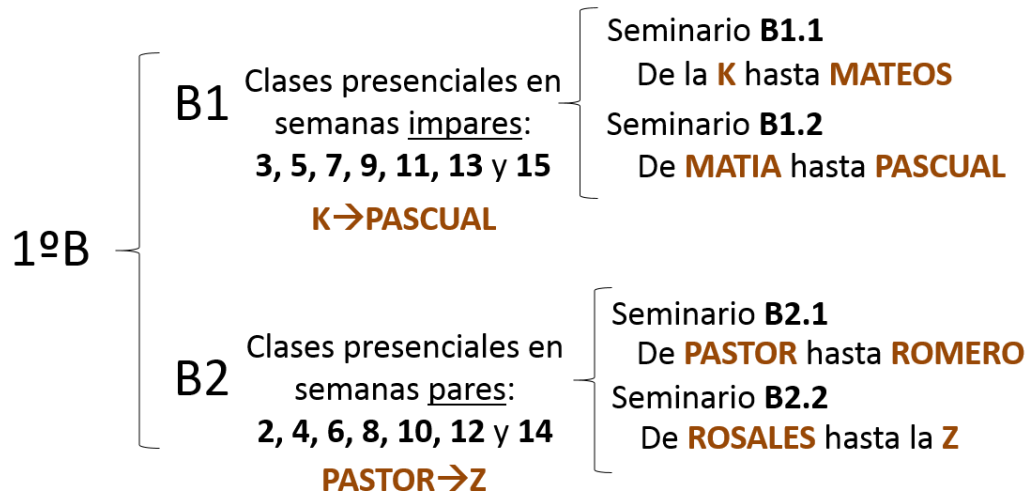 1ºB
B1
Clases presenciales en
semanas impares:
3, 5, 7, 9, 11, 13 y 15
K→PASCUAL
Seminario B1.1
De la K hasta MATEOS
Seminario B1.2
De MATIA hasta PASCUAL
B2
Clases presenciales en
semanas pares:
2, 4, 6, 8, 10, 12 y 14
PASTOR→Z
Seminario B2.1
De PASTOR hasta ROMERO
Seminario B2.2
De ROSALES hasta la Z